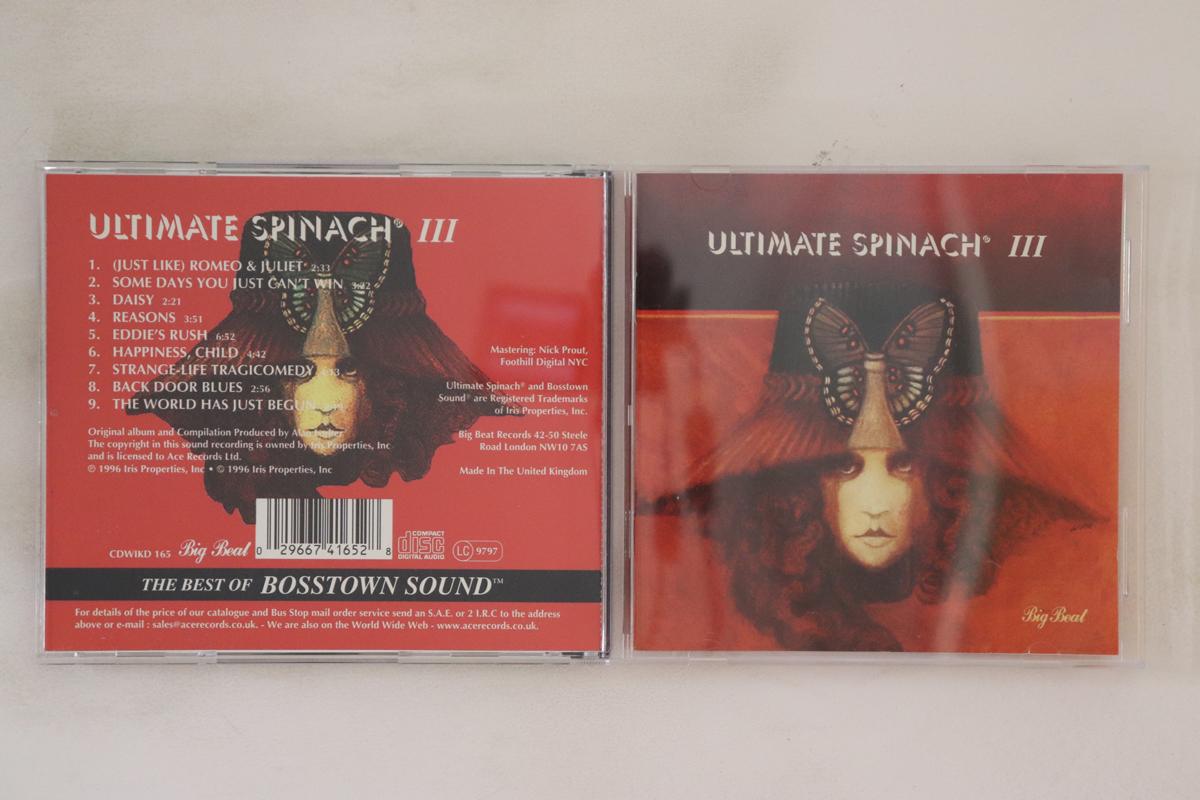 ULTIMATE SPINACH® III
1. (JUST LIKE) ROMEO & JULIET 2:33
2. SOME DAYS YOU JUST CAN'T WIN 3:22
3. DAISY 2:21
4. REASONS 3:51
5. EDDIE'S RUSH 6:52
6. HAPPINESS, CHILD 4:42
7. STRANGE-LIFE TRAGICOMEDY
8. BACK DOOR BLUES 2:56
9. THE WORLD HAS JUST BEGUN
Mastering: Nick Prout,
Foothill Digital NYC
Ultimate Spinach® and Bosstown
Sound® are Registered Trademarks
of Iris Properties, Inc.
Big Beat Records 42-50 Steele
Road London NW10 7AS
Made In The United Kingdom
Original album and Compilation Produced by Alan
The copyright in this sound recording is owned by Iris Properties, Inc
and is licensed to Ace Records Ltd.
℗ 1996 Iris Properties, Inc • © 1996 Iris Properties, Inc
CDWIKD 165 Big Beat
0 29667 41652 8
COMPACT disc DIGITAL AUDIO
LC 9797
THE BEST OF BOSSTOWN SOUND™
For details of the price of our catalogue and Bus Stop mail order service send an S.A.E. or 2 I.R.C to the address
above or e-mail : sales@acerecords.co.uk. - We are also on the World Wide Web - www.acerecords.co.uk.
ULTIMATE SPINACH® III
Big Beat